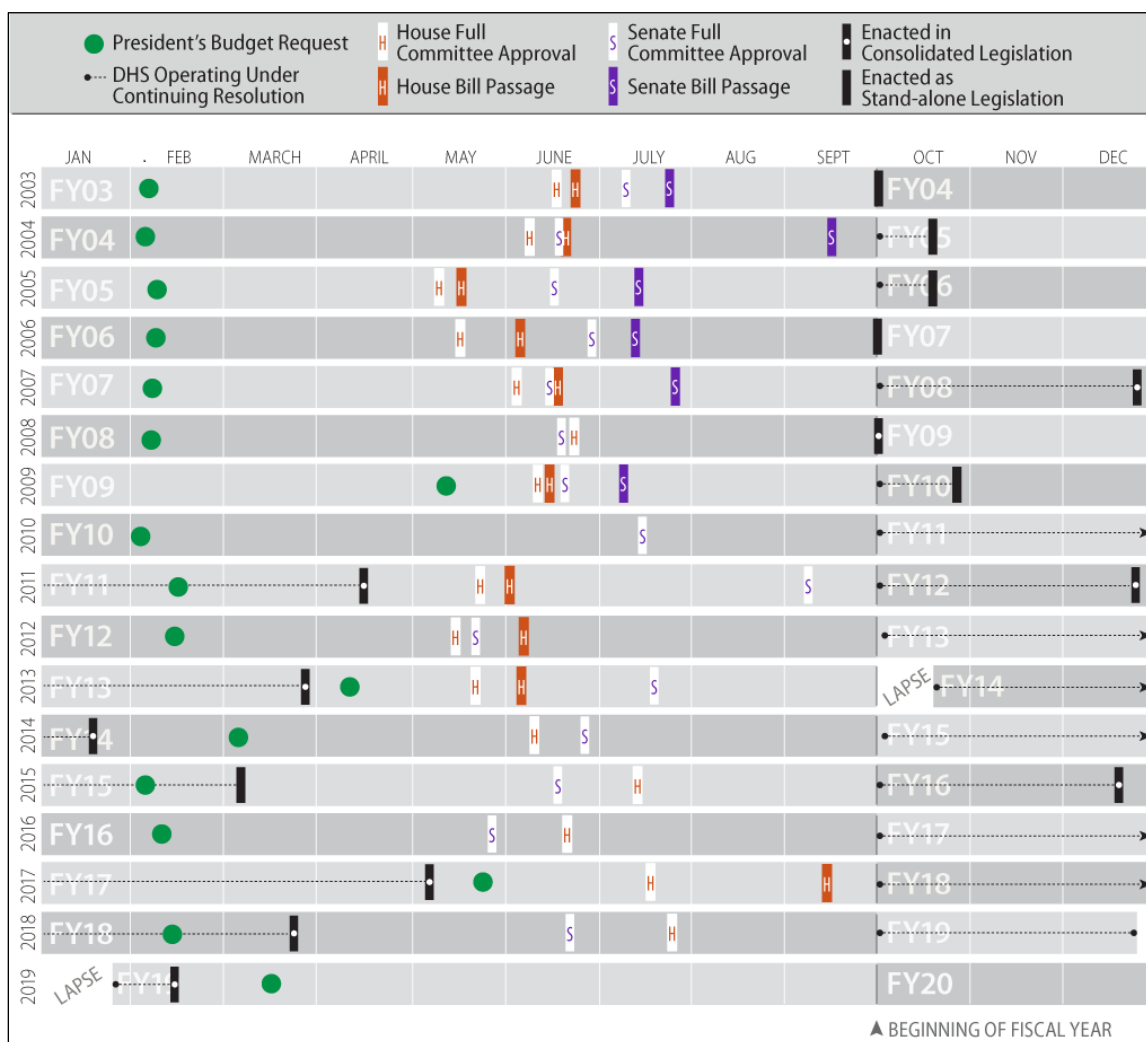 President's Budget Request
DHS Operating Under
Continuing Resolution
H House Full
Committee Approval
H House Bill Passage
S Senate Full
Committee Approval
S Senate Bill Passage
Enacted in
Consolidated Legislation
Enacted as
Stand-alone Legislation
JAN FEB MARCH APRIL MAY JUNE JULY AUG SEPT OCT NOV DEC
2003 FY03 H H S S FY04
2004 FY04 H S H S FY05
2005 FY05 H H S S FY06
2006 FY06 H H S S FY07
2007 FY07 H S H S FY08
2008 FY08 S H FY09
2009 FY09 H H S S FY10
2010 FY10 S FY11
2011 FY11 H H S FY12
2012 FY12 H S H FY13
2013 FY13 H H S LAPSE FY14
2014 FY14 H S FY15
2015 FY15 S H FY16
2016 FY16 S H FY17
2017 FY17 H H FY18
2018 FY18 S H FY19
2019 LAPSE FY19 FY20
BEGINNING OF FISCAL YEAR